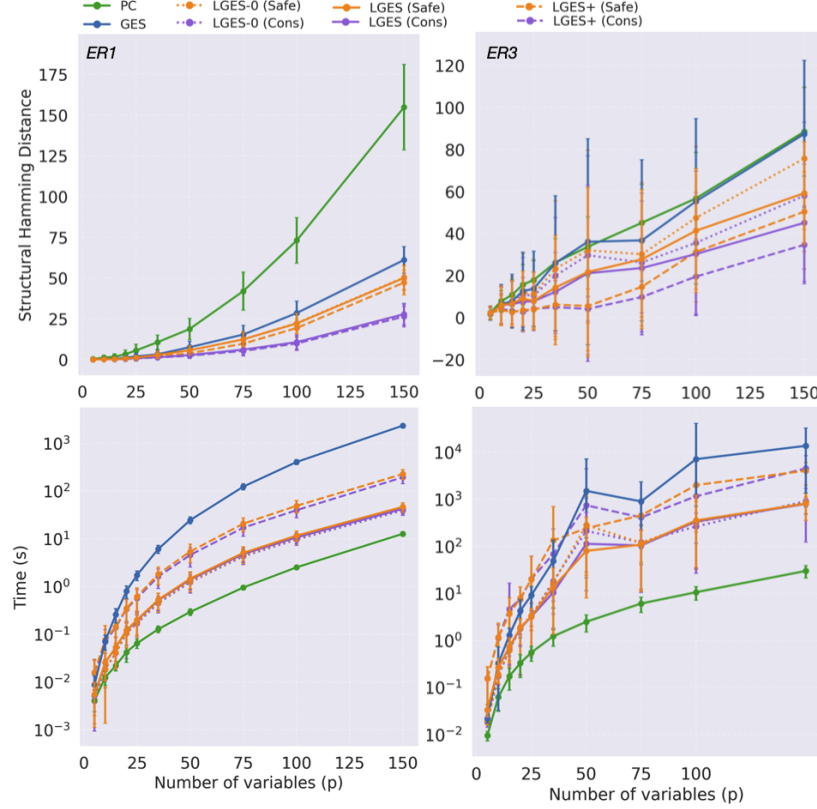 PC
LGES-0 (Safe)
LGES (Safe)
LGES+ (Safe)
GES
LGES-0 (Cons)
LGES (Cons)
LGES+ (Cons)
ER1
ER3
Structural Hamming Distance
175
150
125
100
75
50
25
0
0 25 50 75 100 125 150
120
100
80
60
40
20
0
−20
0 25 50 75 100 125 150
Time (s)
10³
10²
10¹
10⁰
10⁻¹
10⁻²
10⁻³
0 25 50 75 100 125 150
Number of variables (p)
10⁴
10³
10²
10¹
10⁰
10⁻¹
10⁻²
0 25 50 75 100 150
Number of variables (p)